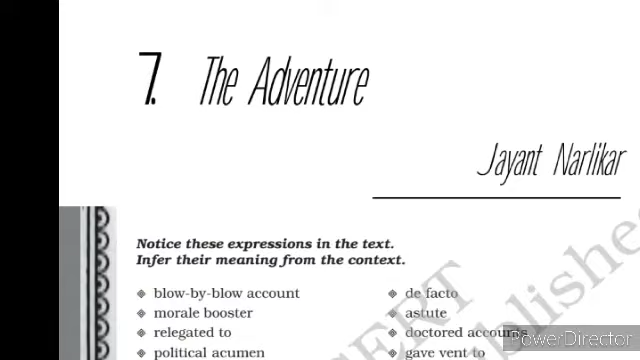 7. The Adventure
Jayant Narlikar
Notice these expressions in the text.
Infer their meaning from the context.
❖ blow-by-blow account
❖ morale booster
❖ relegated to
❖ political acumen
❖ de facto
❖ astute
❖ doctored accounts
❖ gave vent to
PowerDirector